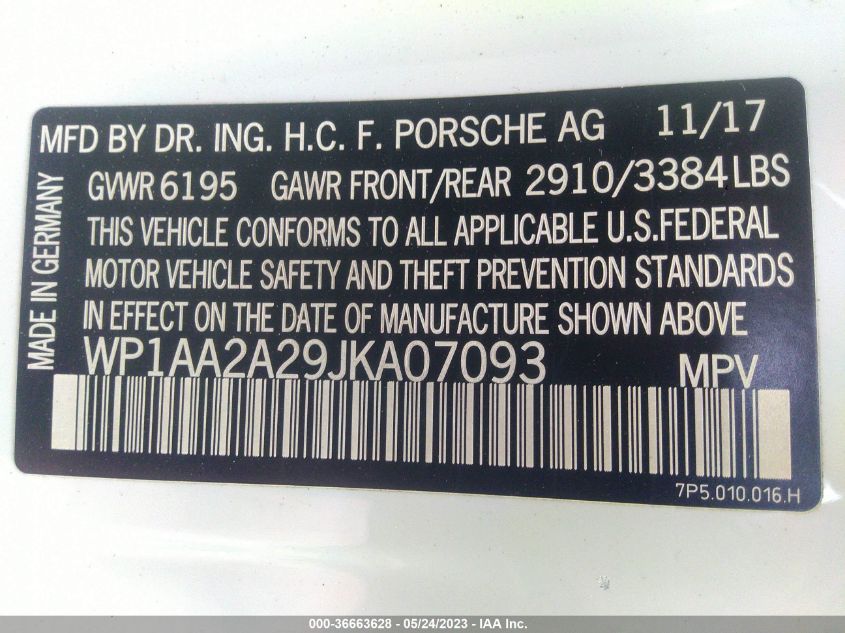 MFD BY DR. ING. H.C. F. PORSCHE AG 11/17
GVWR 6195 GAWR FRONT/REAR 2910/3384 LBS
THIS VEHICLE CONFORMS TO ALL APPLICABLE U.S.FEDERAL
MOTOR VEHICLE SAFETY AND THEFT PREVENTION STANDARDS
IN EFFECT ON THE DATE OF MANUFACTURE SHOWN ABOVE
WP1AA2A29JKA07093 MPV
MADE IN GERMANY
7P5.010.016.H
000-36663628 - 05/24/2023 - IAA Inc.